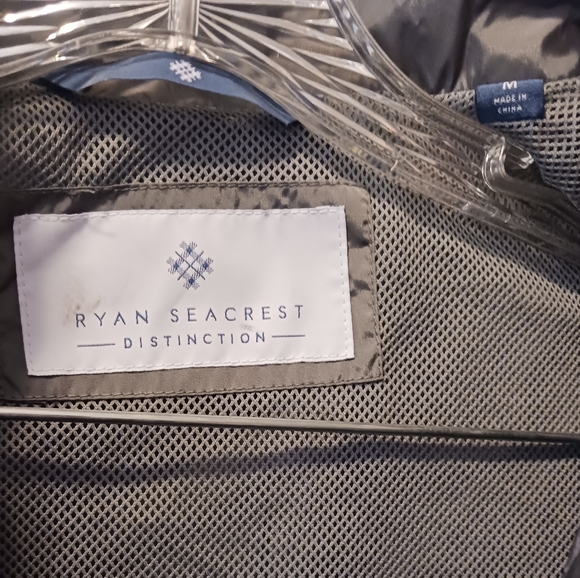 M
MADE IN
CHINA
RYAN SEACREST
DISTINCTION